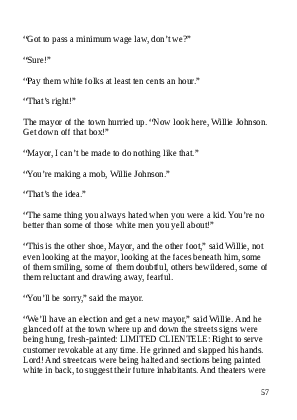 “Got to pass a minimum wage law, don’t we?”
“Sure!”
“Pay them white folks at least ten cents an hour.”
“That’s right!”
The mayor of the town hurried up. “Now look here, Willie Johnson.
Get down off that box!”
“Mayor, I can’t be made to do nothing like that.”
“You’re making a mob, Willie Johnson.”
“That’s the idea.”
“The same thing you always hated when you were a kid. You’re no
better than some of those white men you yell about!”
“This is the other shoe, Mayor, and the other foot,” said Willie, not
even looking at the mayor, looking at the faces beneath him, some
of them smiling, some of them doubtful, others bewildered, some of
them reluctant and drawing away, fearful.
“You’ll be sorry,” said the mayor.
“We’ll have an election and get a new mayor,” said Willie. And he
glanced off at the town where up and down the streets signs were
being hung, fresh-painted: LIMITED CLIENTELE: Right to serve
customer revokable at any time. He grinned and slapped his hands.
Lord! And streetcars were being halted and sections being painted
white in back, to suggest their future inhabitants. And theaters were
57